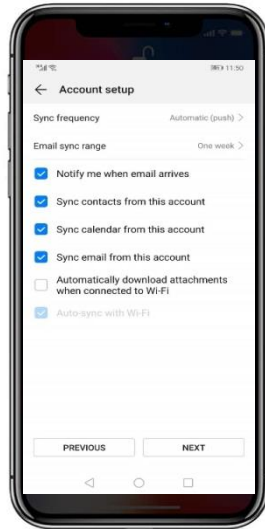 11:50
Account setup
Sync frequency Automatic (push)
Email sync range One week
Notify me when email arrives
Sync contacts from this account
Sync calendar from this account
Sync email from this account
Automatically download attachments
when connected to Wi-Fi
Auto-sync with Wi-Fi
PREVIOUS NEXT